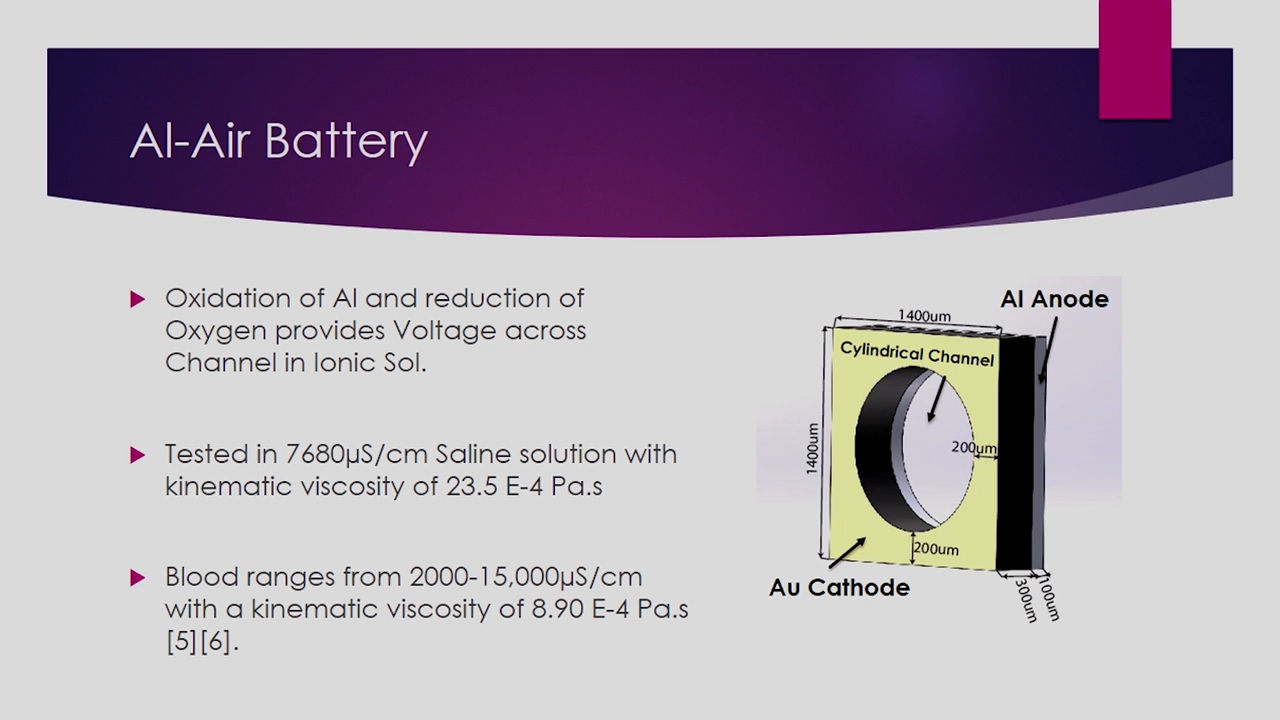 Al-Air Battery
Oxidation of Al and reduction of
Oxygen provides Voltage across
Channel in Ionic Sol.
Tested in 7680µS/cm Saline solution with
kinematic viscosity of 23.5 E-4 Pa.s
Blood ranges from 2000-15,000µS/cm
with a kinematic viscosity of 8.90 E-4 Pa.s
[5][6].
Al Anode
1400um
Cylindrical Channel
1400um
200um
200um
Au Cathode
300um
100um